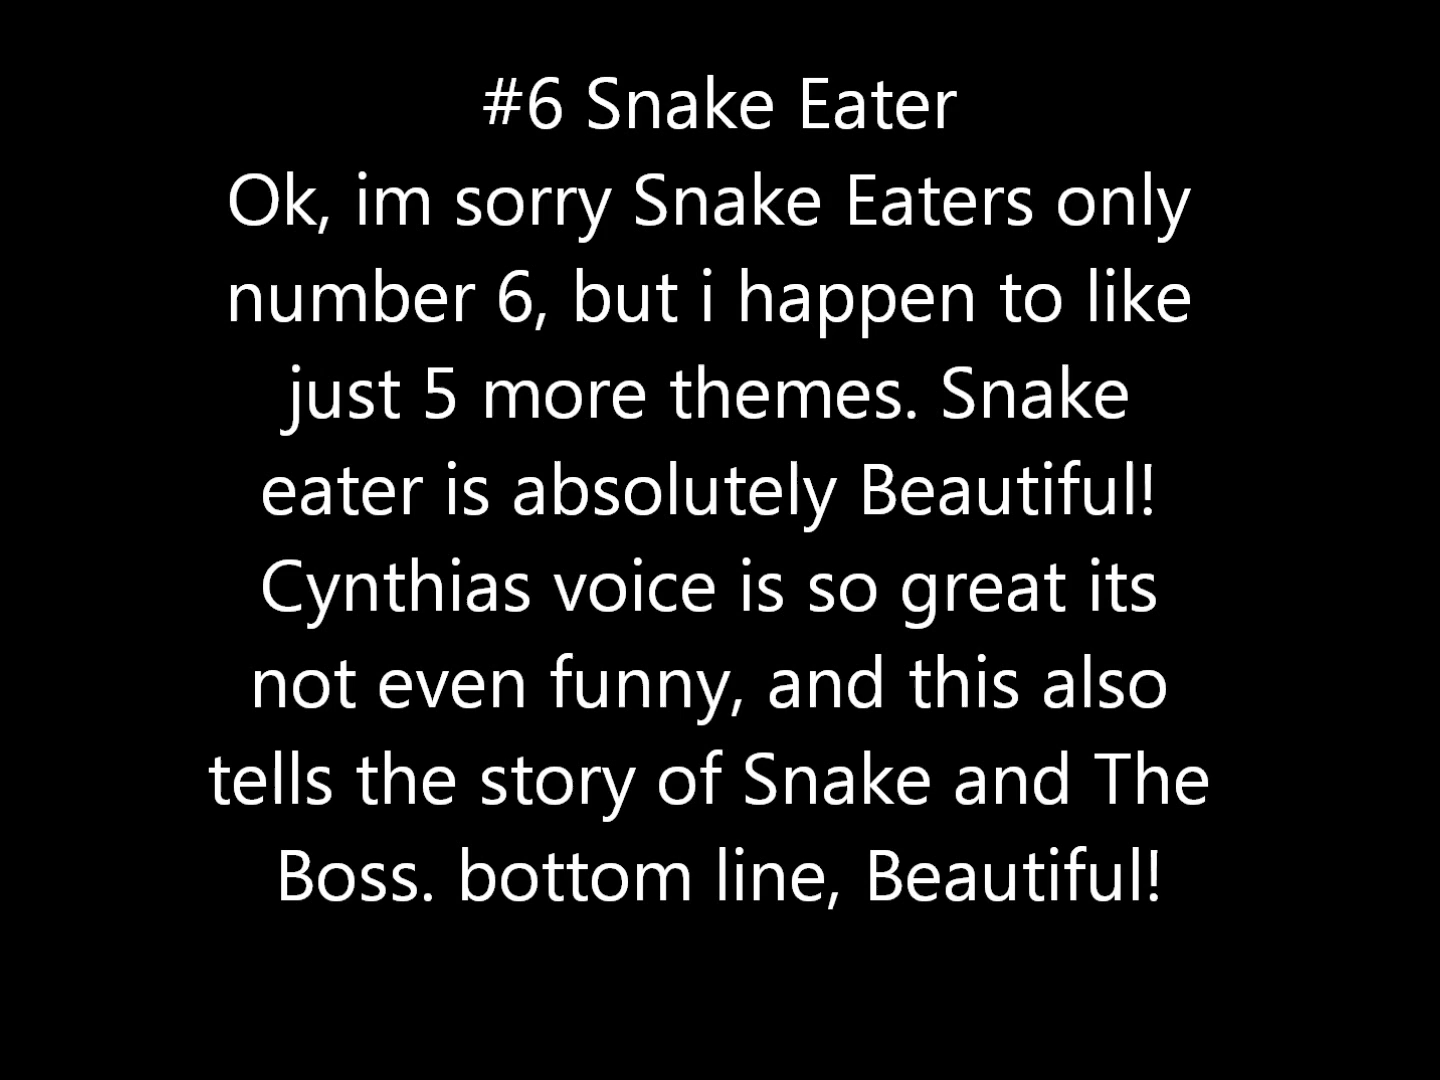 #6 Snake Eater
Ok, im sorry Snake Eaters only
number 6, but i happen to like
just 5 more themes. Snake
eater is absolutely Beautiful!
Cynthias voice is so great its
not even funny, and this also
tells the story of Snake and The
Boss. bottom line, Beautiful!